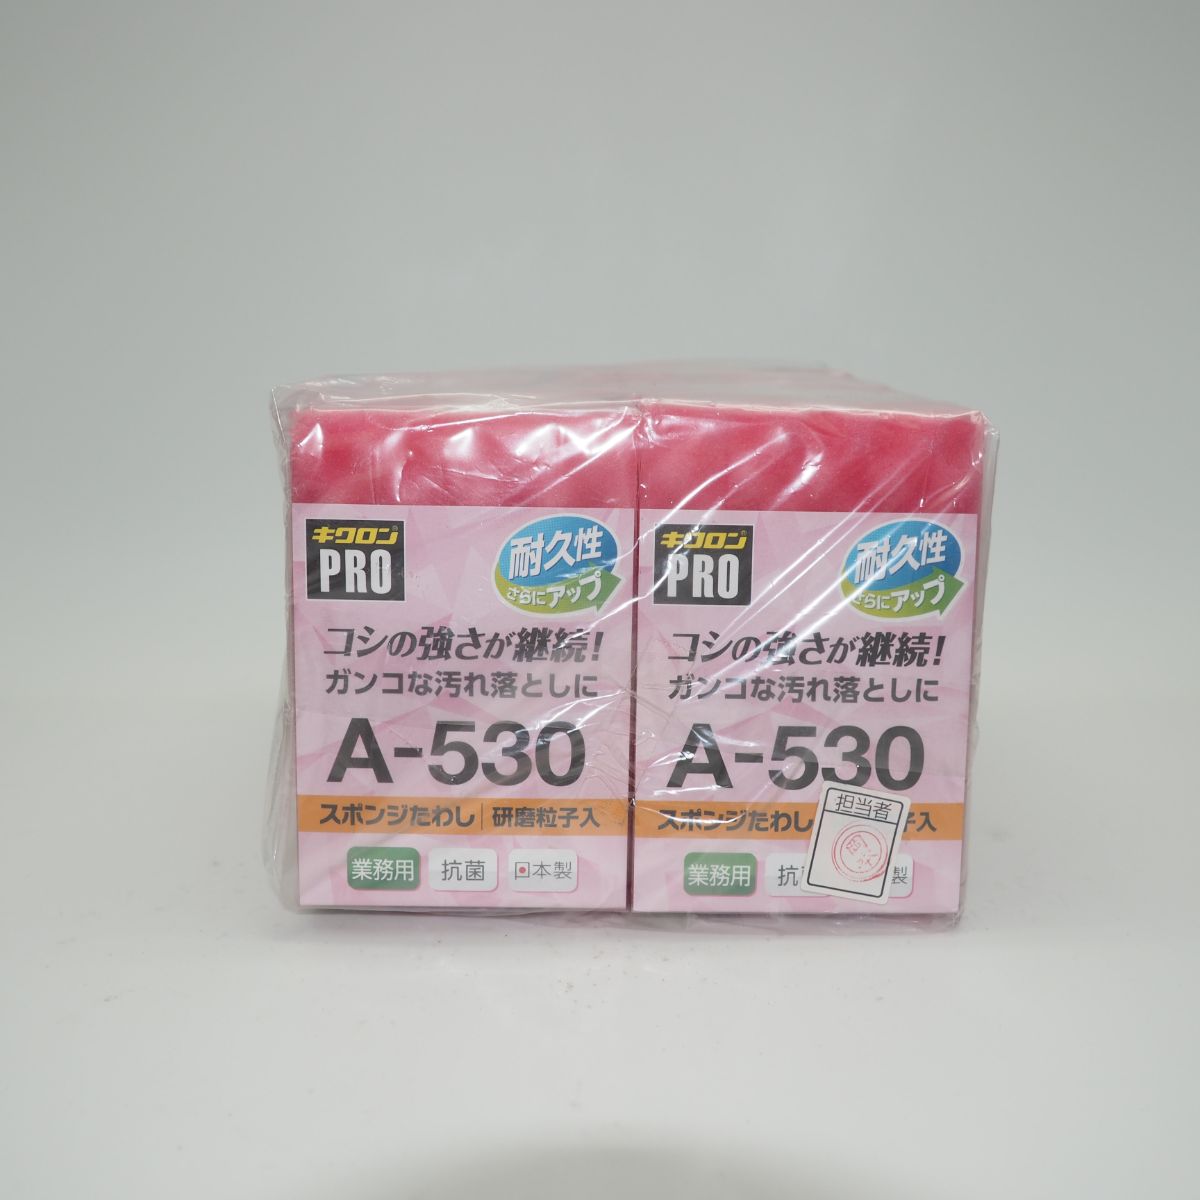 キクロン®
PRO
耐久性
さらにアップ
コシの強さが継続!
ガンコな汚れ落としに
A-530
スポンジたわし 研磨粒子入
業務用
抗菌
日本製
キクロン®
PRO
耐久性
さらにアップ
コシの強さが継続!
ガンコな汚れ落としに
A-530
スポンジたわし 子入
業務用
抗
製
担当者